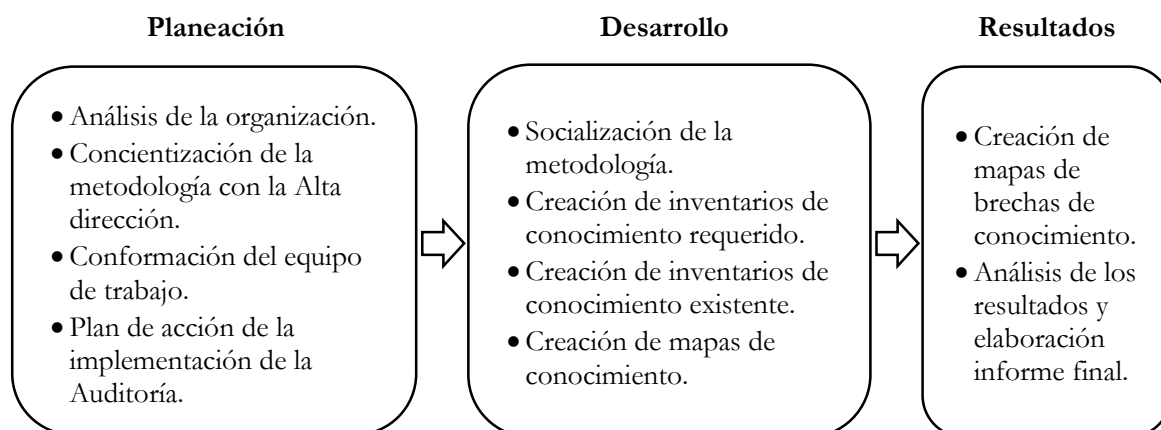 Planeación
• Análisis de la organización.
• Concientización de la
metodología con la Alta
dirección.
• Conformación del equipo
de trabajo.
• Plan de acción de la
implementación de la
Auditoría.
Desarrollo
• Socialización de la
metodología.
• Creación de inventarios de
conocimiento requerido.
• Creación de inventarios de
conocimiento existente.
• Creación de mapas de
conocimiento.
Resultados
• Creación de
mapas de
brechas de
conocimiento.
• Análisis de los
resultados y
elaboración
informe final.